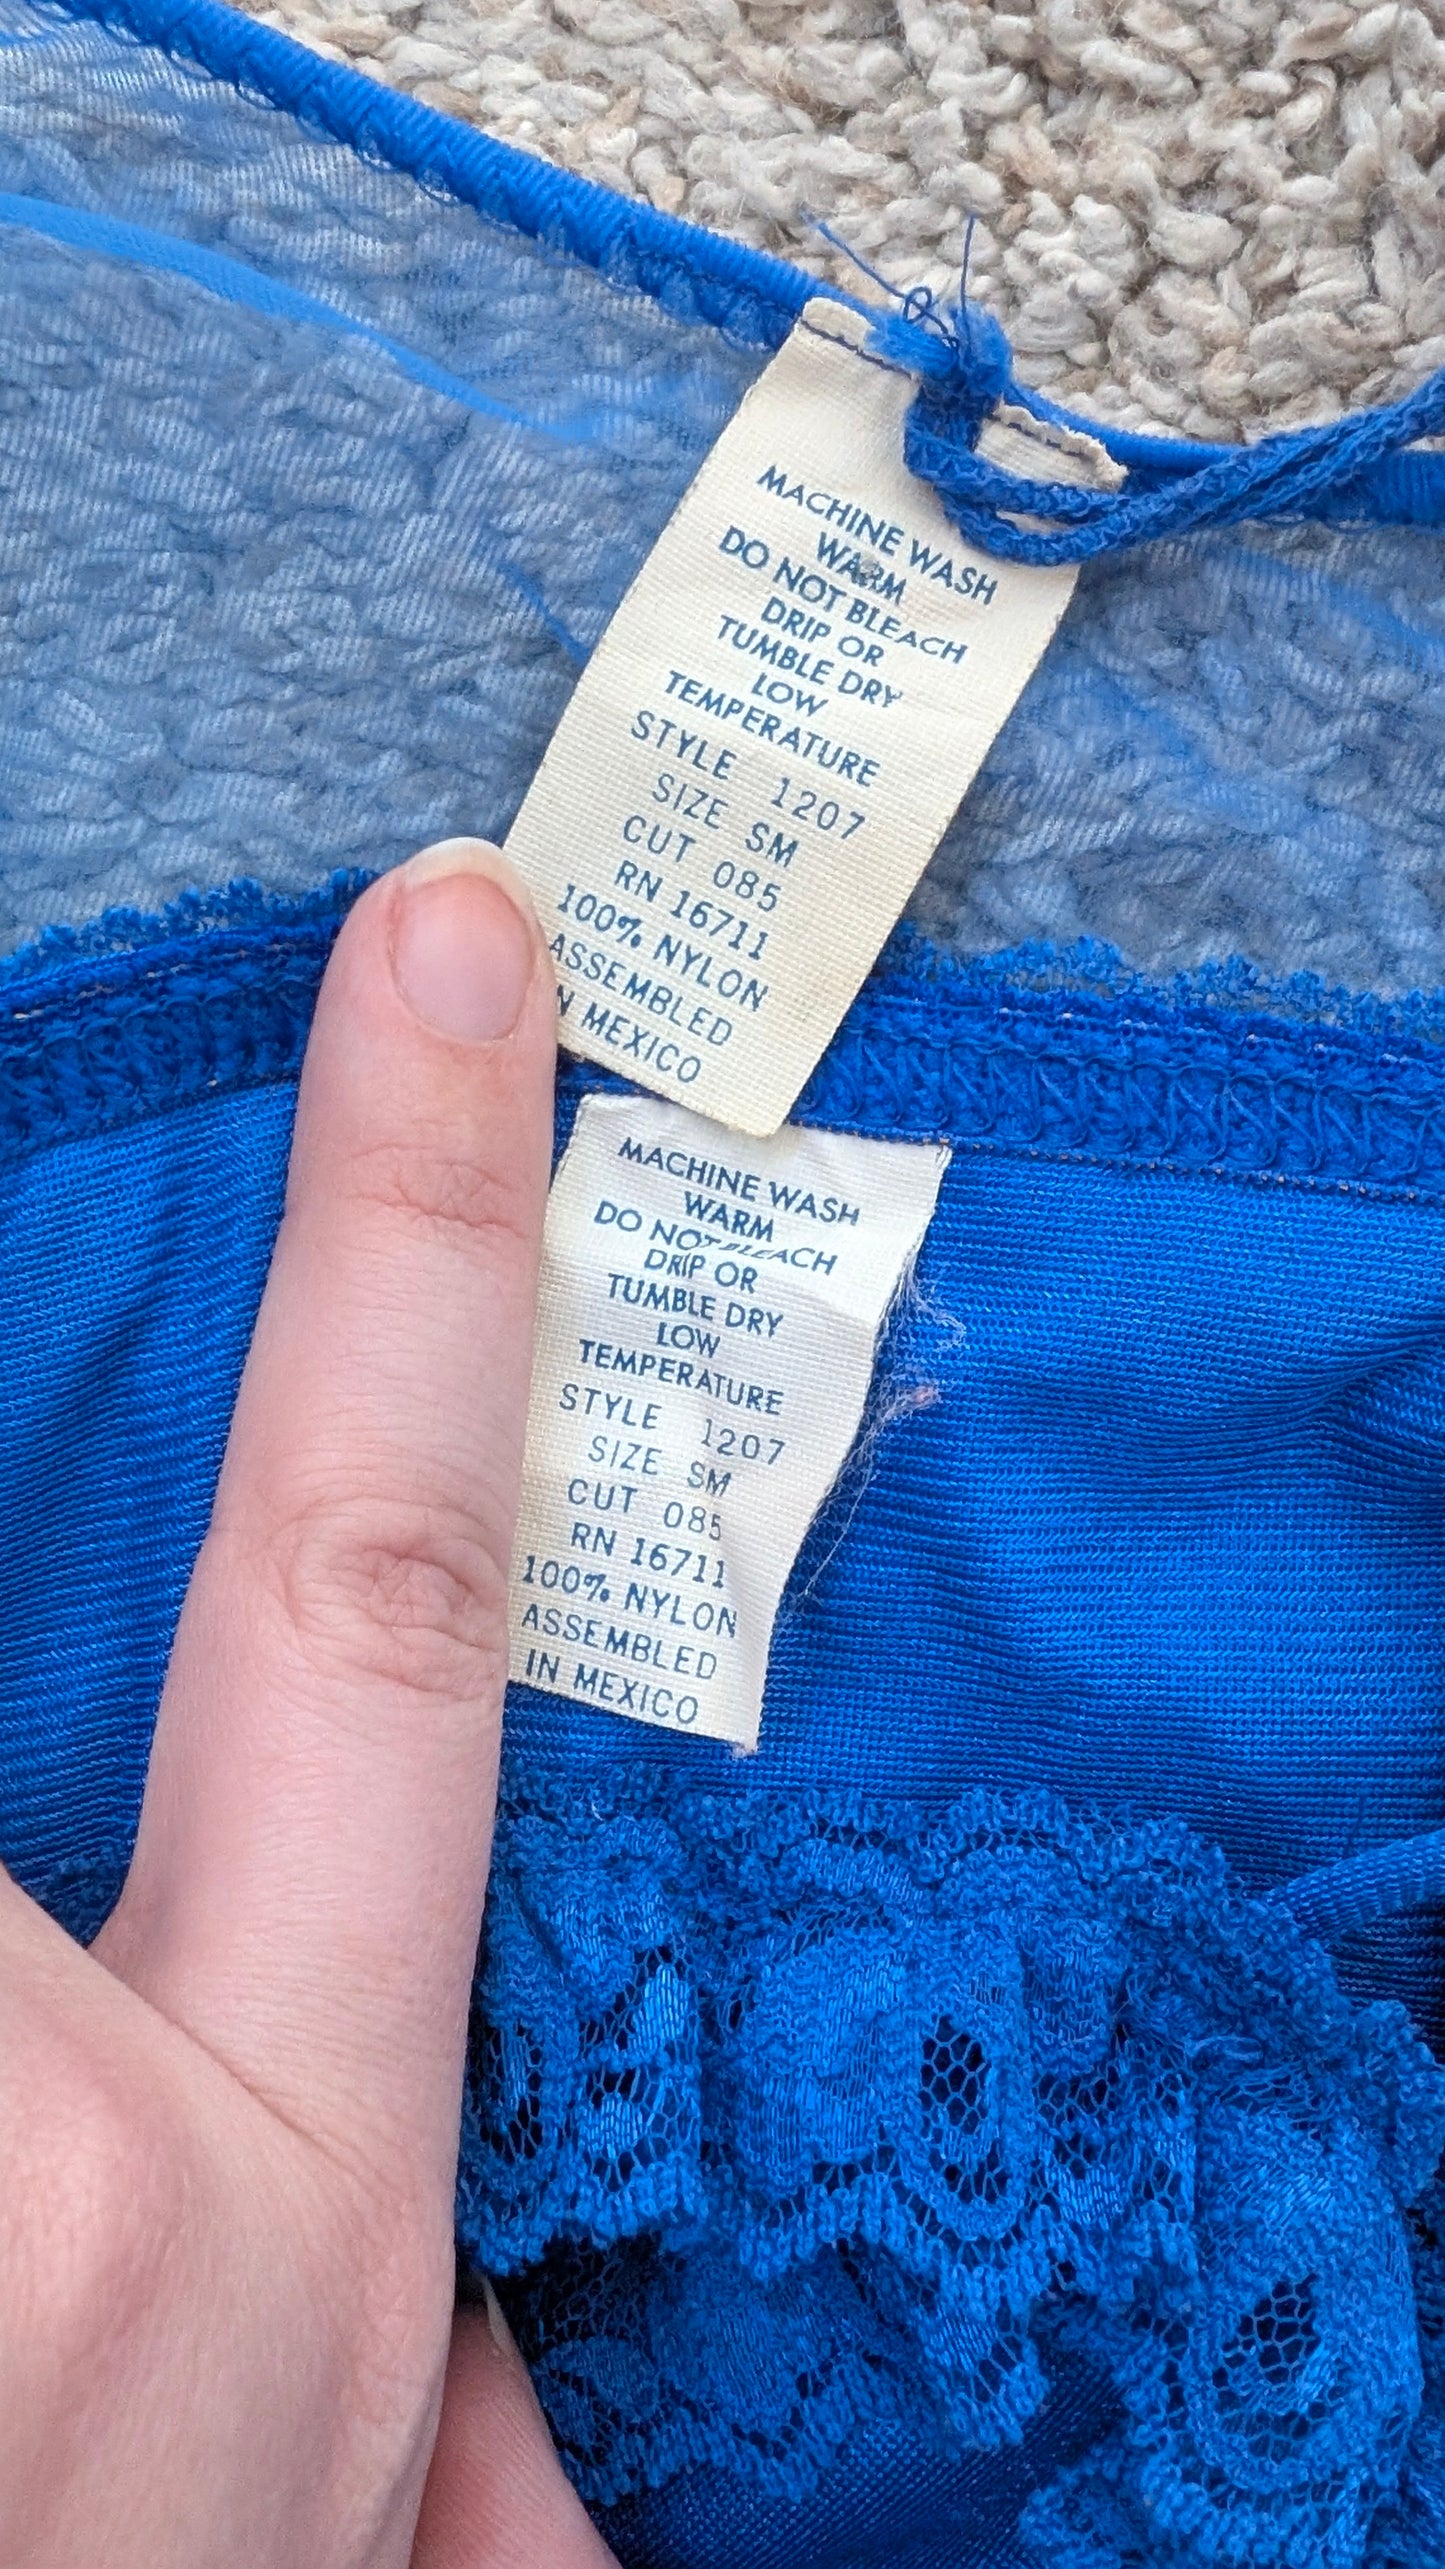 MACHINE WASH
WARM
DO NOT BLEACH
DRIP OR
TUMBLE DRY
LOW
TEMPERATURE
STYLE 1207
SIZE SM
CUT 085
RN 16711
100% NYLON
ASSEMBLED
N MEXICO
MACHINE WASH
WARM
DO NOT BLEACH
DRIP OR
TUMBLE DRY
LOW
TEMPERATURE
STYLE 1207
SIZE SM
CUT 085
RN 16711
100% NYLON
ASSEMBLED
IN MEXICO